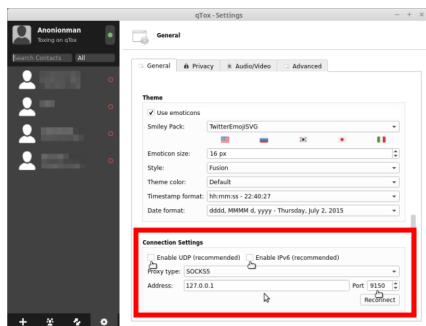 qTox - Settings
Anonionman
Toxing on qTox
Search Contacts
All
General
General
Privacy
Audio/Video
Advanced
Theme
Use emoticons
Smiley Pack:
TwitterEmojiSVG
Emoticon size:
16 px
Style:
Fusion
Theme color:
Default
Timestamp format:
hh:mm:ss - 22:40:27
Date format:
dddd, MMMM d, yyyy - Thursday, July 2, 2015
Connection Settings
Enable UDP (recommended)
Enable IPv6 (recommended)
Proxy type:
SOCKS5
Address:
127.0.0.1
Port
9150
Reconnect